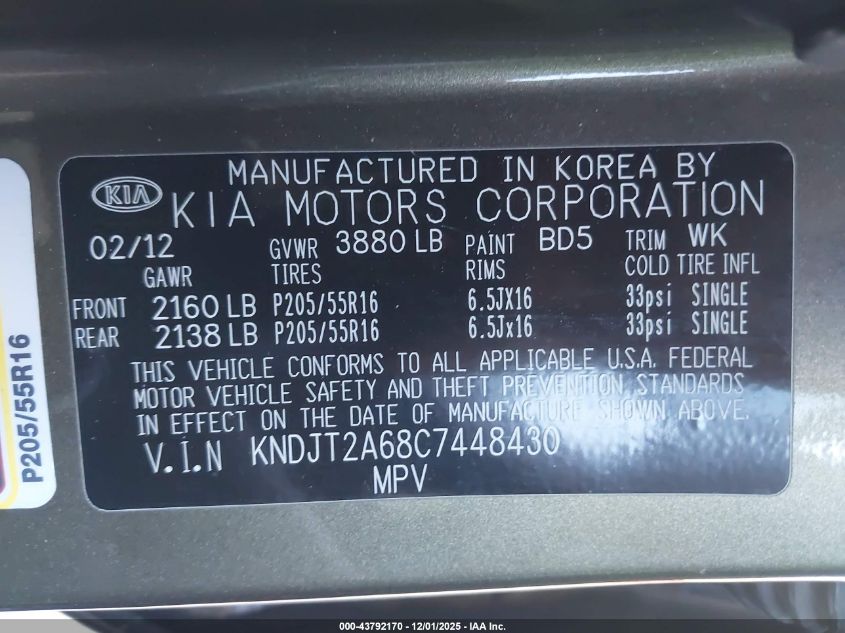 MANUFACTURED IN KOREA BY
KIA KIA MOTORS CORPORATION
02/12 GVWR 3880 LB PAINT BD5 TRIM WK
GAWR TIRES RIMS COLD TIRE INFL
FRONT 2160 LB P205/55R16 6.5JX16 33psi SINGLE
REAR 2138 LB P205/55R16 6.5Jx16 33psi SINGLE
THIS VEHICLE CONFORMS TO ALL APPLICABLE U.S.A. FEDERAL
MOTOR VEHICLE SAFETY AND THEFT PREVENTION STANDARDS
IN EFFECT ON THE DATE OF MANUFACTURE SHOWN ABOVE.
V.I.N KNDJT2A68C7448430
MPV
P205/55R16
000-43792170 - 12/01/2025 - IAA Inc.